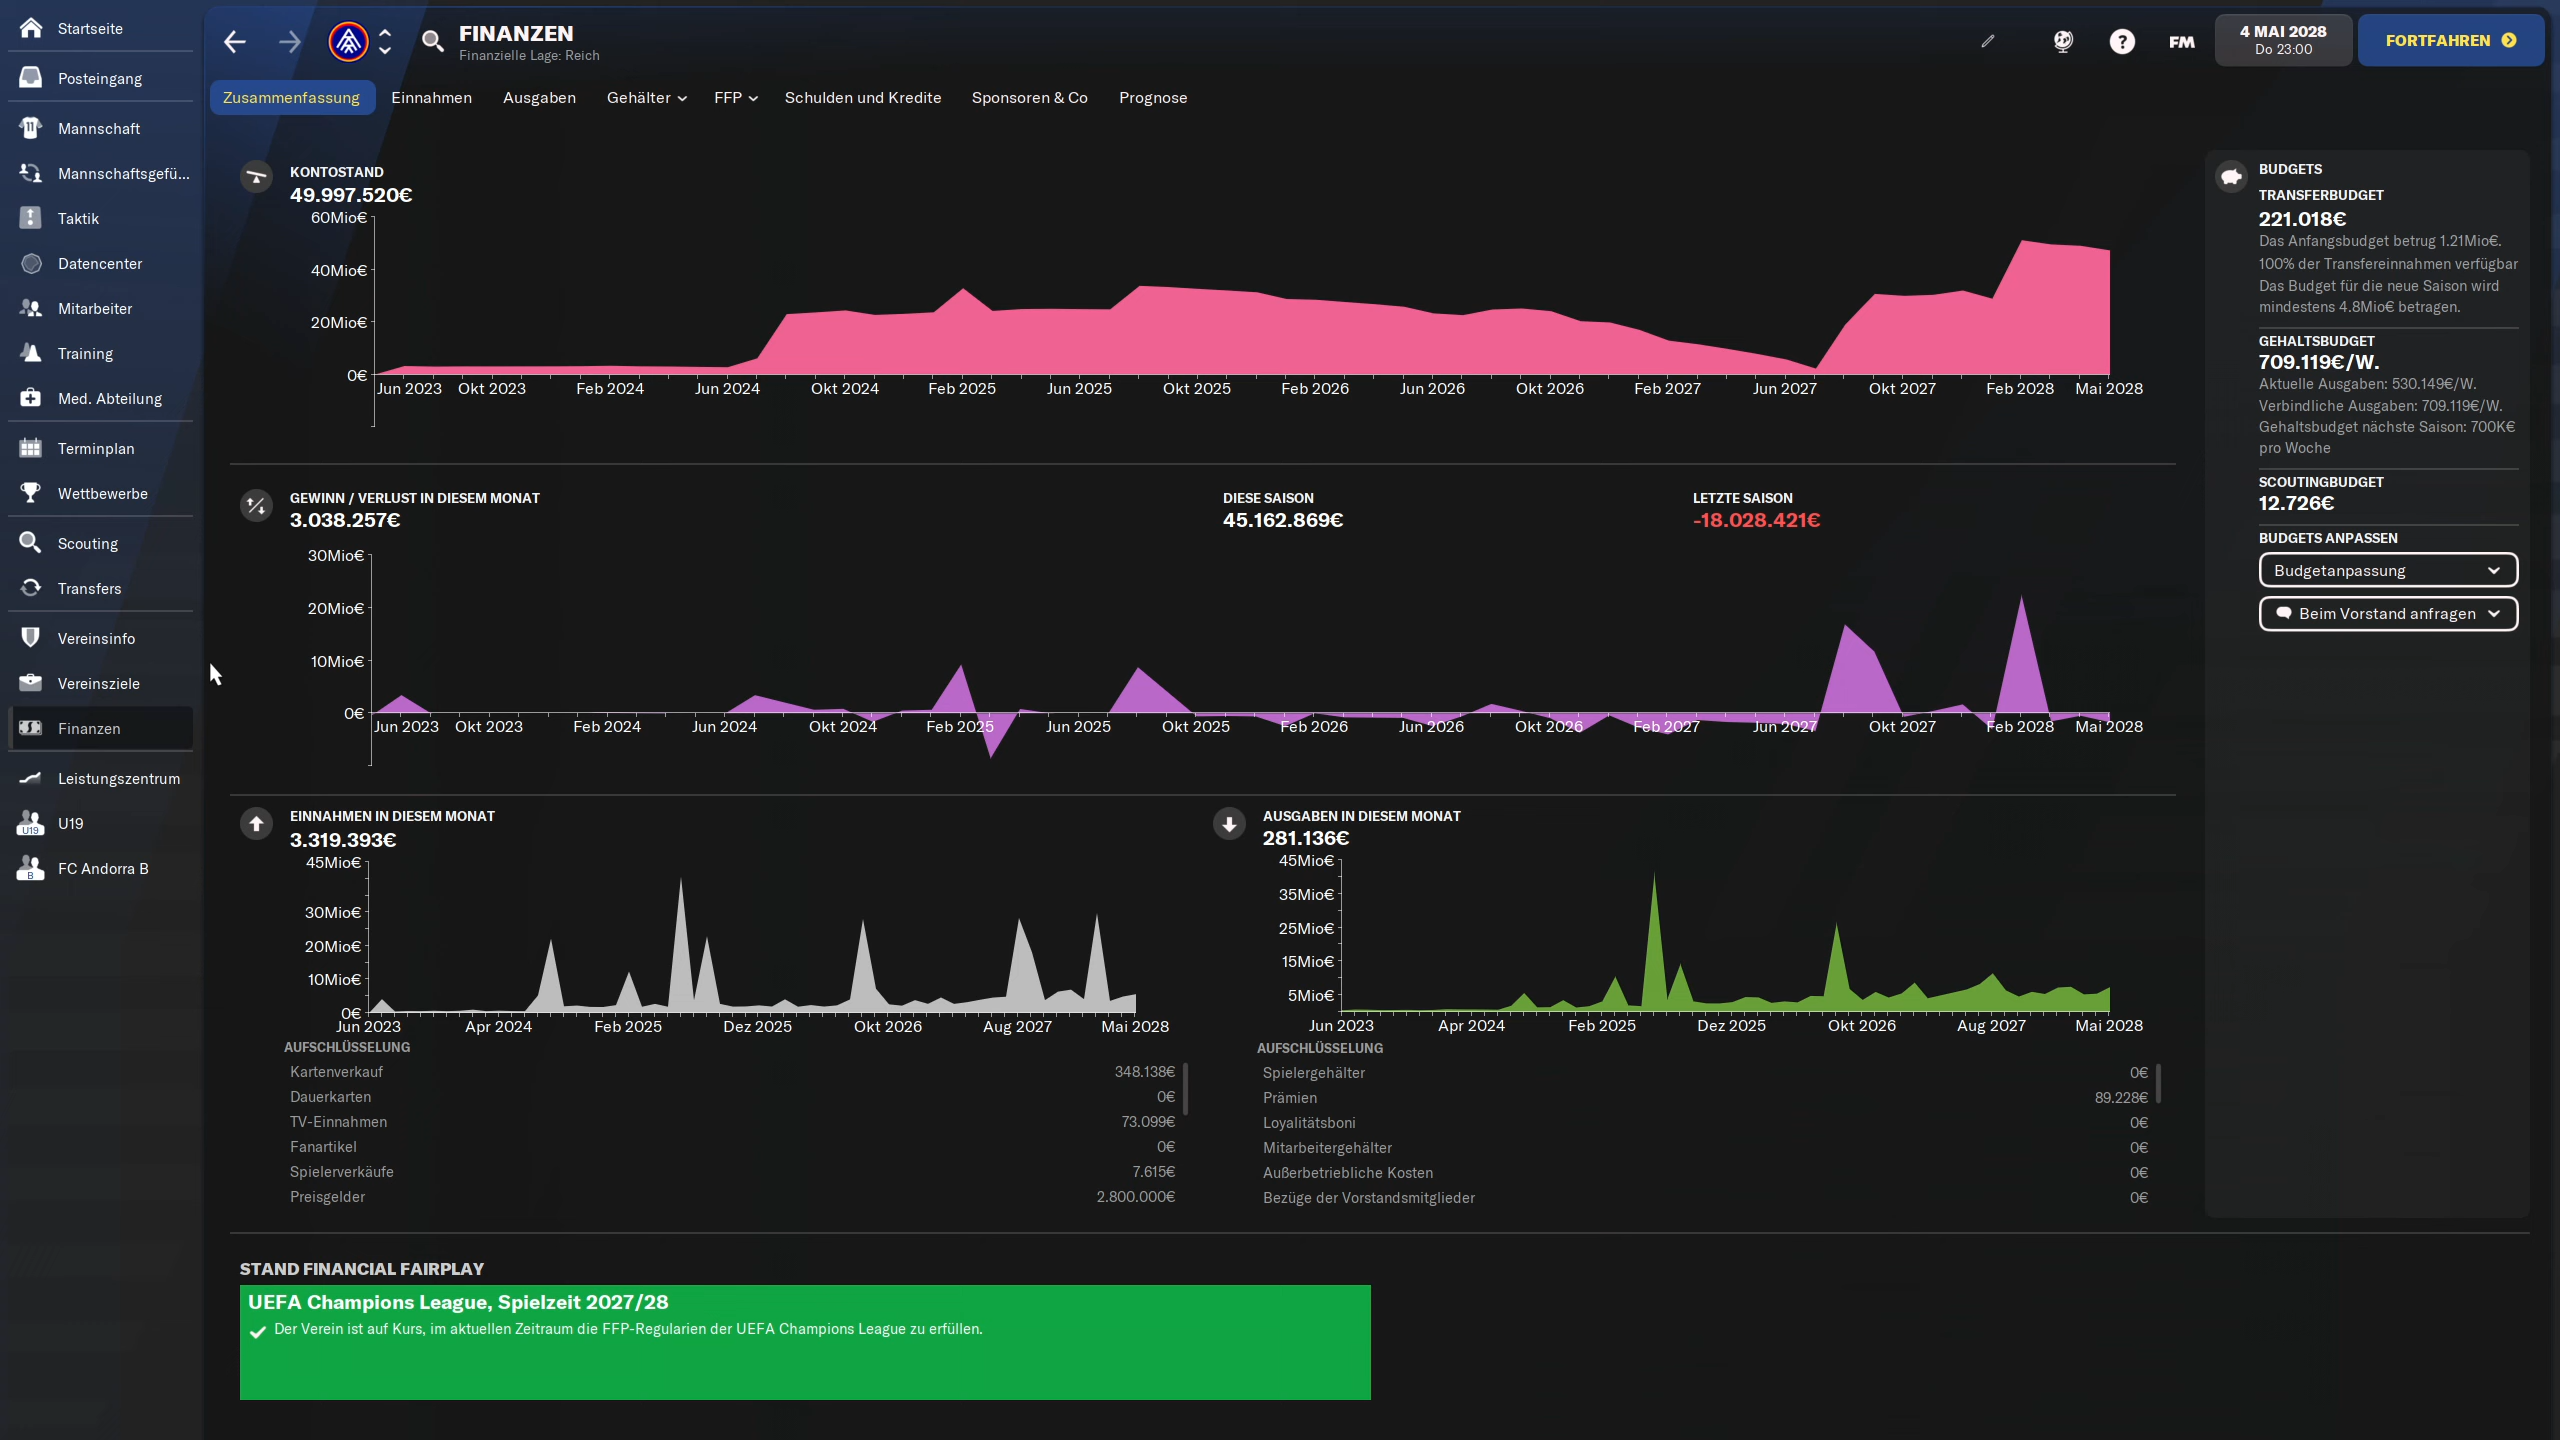 Startseite
Posteingang
Mannschaft
Mannschaftsgefü...
Taktik
Datencenter
Mitarbeiter
Training
Med. Abteilung
Terminplan
Wettbewerbe
Scouting
Transfers
Vereinsinfo
Vereinsziele
Finanzen
Leistungszentrum
U19
U19
B
FC Andorra B
FINANZEN
Finanzielle Lage: Reich
FM
4 MAI 2028
Do 23:00
FORTFAHREN
Zusammenfassung Einnahmen Ausgaben Gehälter FFP Schulden und Kredite Sponsoren & Co Prognose
KONTOSTAND
49.997.520€
60Mio€
40Mio€
20Mio€
0€
Jun 2023 Okt 2023 Feb 2024 Jun 2024 Okt 2024 Feb 2025 Jun 2025 Okt 2025 Feb 2026 Jun 2026 Okt 2026 Feb 2027 Jun 2027 Okt 2027 Feb 2028 Mai 2028
GEWINN / VERLUST IN DIESEM MONAT
3.038.257€
DIESE SAISON
45.162.869€
LETZTE SAISON
-18.028.421€
30Mio€
20Mio€
10Mio€
0€
Jun 2023 Okt 2023 Feb 2024 Jun 2024 Okt 2024 Feb 2025 Jun 2025 Okt 2025 Feb 2026 Jun 2026 Okt 2026 Feb 2027 Jun 2027 Okt 2027 Feb 2028 Mai 2028
EINNAHMEN IN DIESEM MONAT
3.319.393€
45Mio€
30Mio€
20Mio€
10Mio€
0€
Jun 2023 Apr 2024 Feb 2025 Dez 2025 Okt 2026 Aug 2027 Mai 2028
AUFSCHLÜSSELUNG
Kartenverkauf 348.138€
Dauerkarten 0€
TV-Einnahmen 73.099€
Fanartikel 0€
Spielerverkäufe 7.615€
Preisgelder 2.800.000€
AUSGABEN IN DIESEM MONAT
281.136€
45Mio€
35Mio€
25Mio€
15Mio€
5Mio€
Jun 2023 Apr 2024 Feb 2025 Dez 2025 Okt 2026 Aug 2027 Mai 2028
AUFSCHLÜSSELUNG
Spielergehälter 0€
Prämien 89.228€
Loyalitätsboni 0€
Mitarbeitergehälter 0€
Außerbetriebliche Kosten 0€
Bezüge der Vorstandsmitglieder 0€
STAND FINANCIAL FAIRPLAY
UEFA Champions League, Spielzeit 2027/28
Der Verein ist auf Kurs, im aktuellen Zeitraum die FFP-Regularien der UEFA Champions League zu erfüllen.
BUDGETS
TRANSFERBUDGET
221.018€
Das Anfangsbudget betrug 1.21Mio€.
100% der Transfereinnahmen verfügbar
Das Budget für die neue Saison wird
mindestens 4.8Mio€ betragen.
GEHALTSBUDGET
709.119€/W.
Aktuelle Ausgaben: 530.149€/W.
Verbindliche Ausgaben: 709.119€/W.
Gehaltsbudget nächste Saison: 700K€
pro Woche
SCOUTINGBUDGET
12.726€
BUDGETS ANPASSEN
Budgetanpassung
Beim Vorstand anfragen